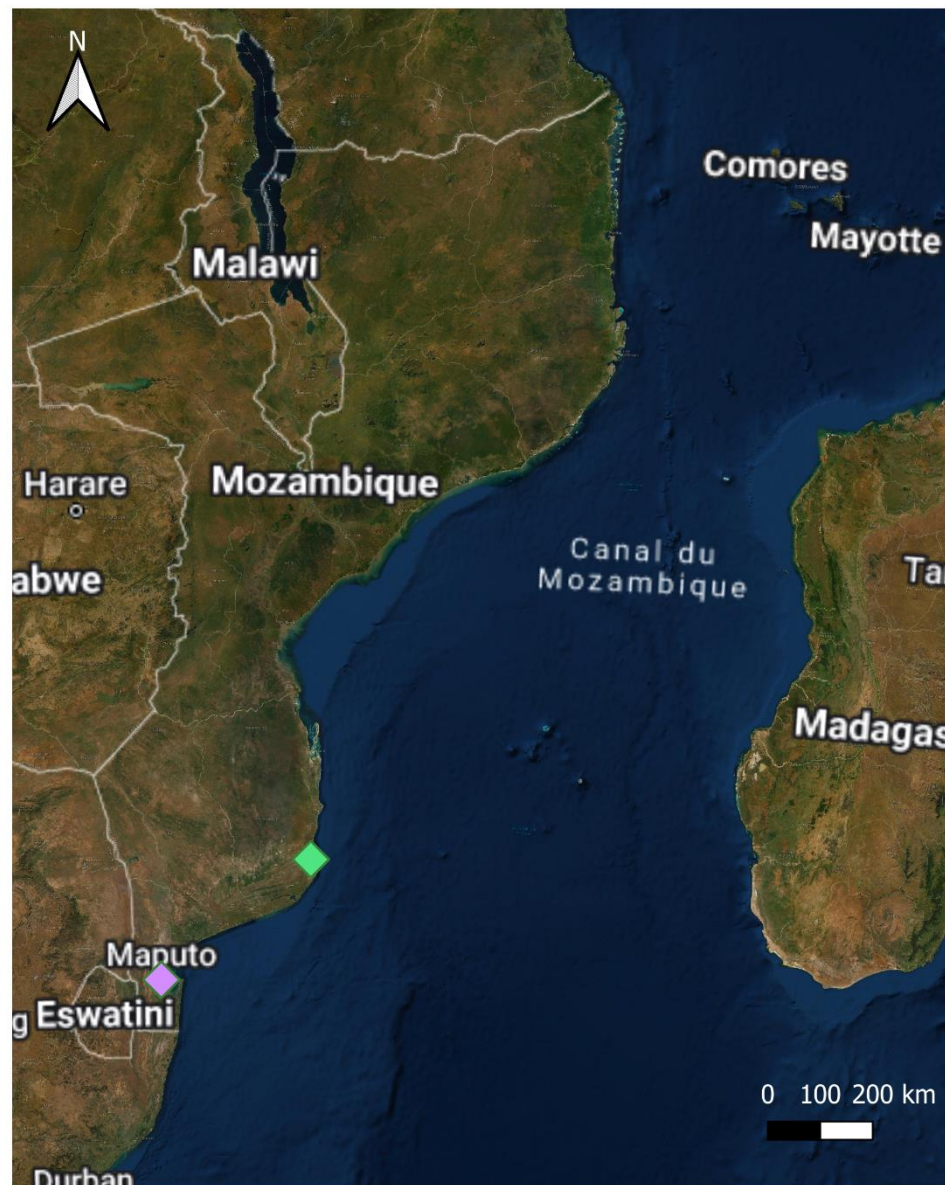 N
Comores
Mayotte
Malawi
Harare
Mozambique
Canal du
Mozambique
abwe
Ta
Madagas
Maputo
g Eswatini
0 100 200 km
Durban